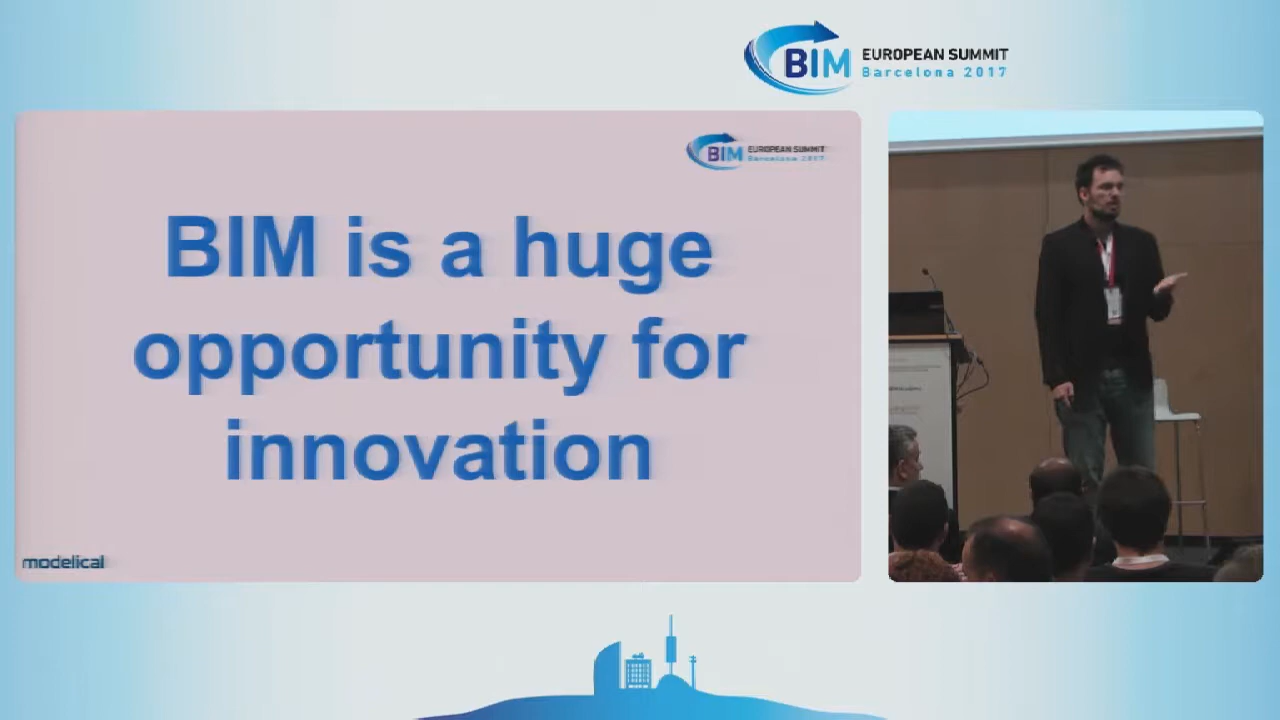 BIM EUROPEAN SUMMIT
Barcelona 2017
BIM EUROPEAN SUMMIT
Barcelona 2017
BIM is a huge
opportunity for
innovation
modelical